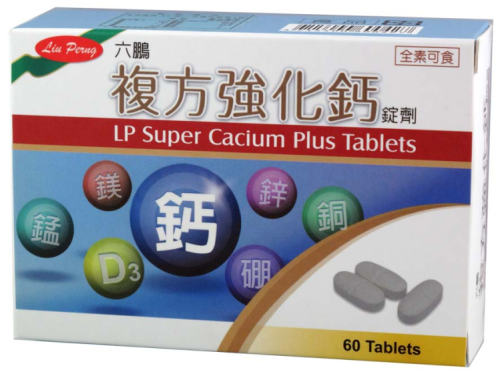 Liu Perng
六鵬
全素可食
複方強化鈣錠劑
LP Super Cacium Plus Tablets
鎂
鋅
錳
鈣
銅
D3
硼
60 Tablets